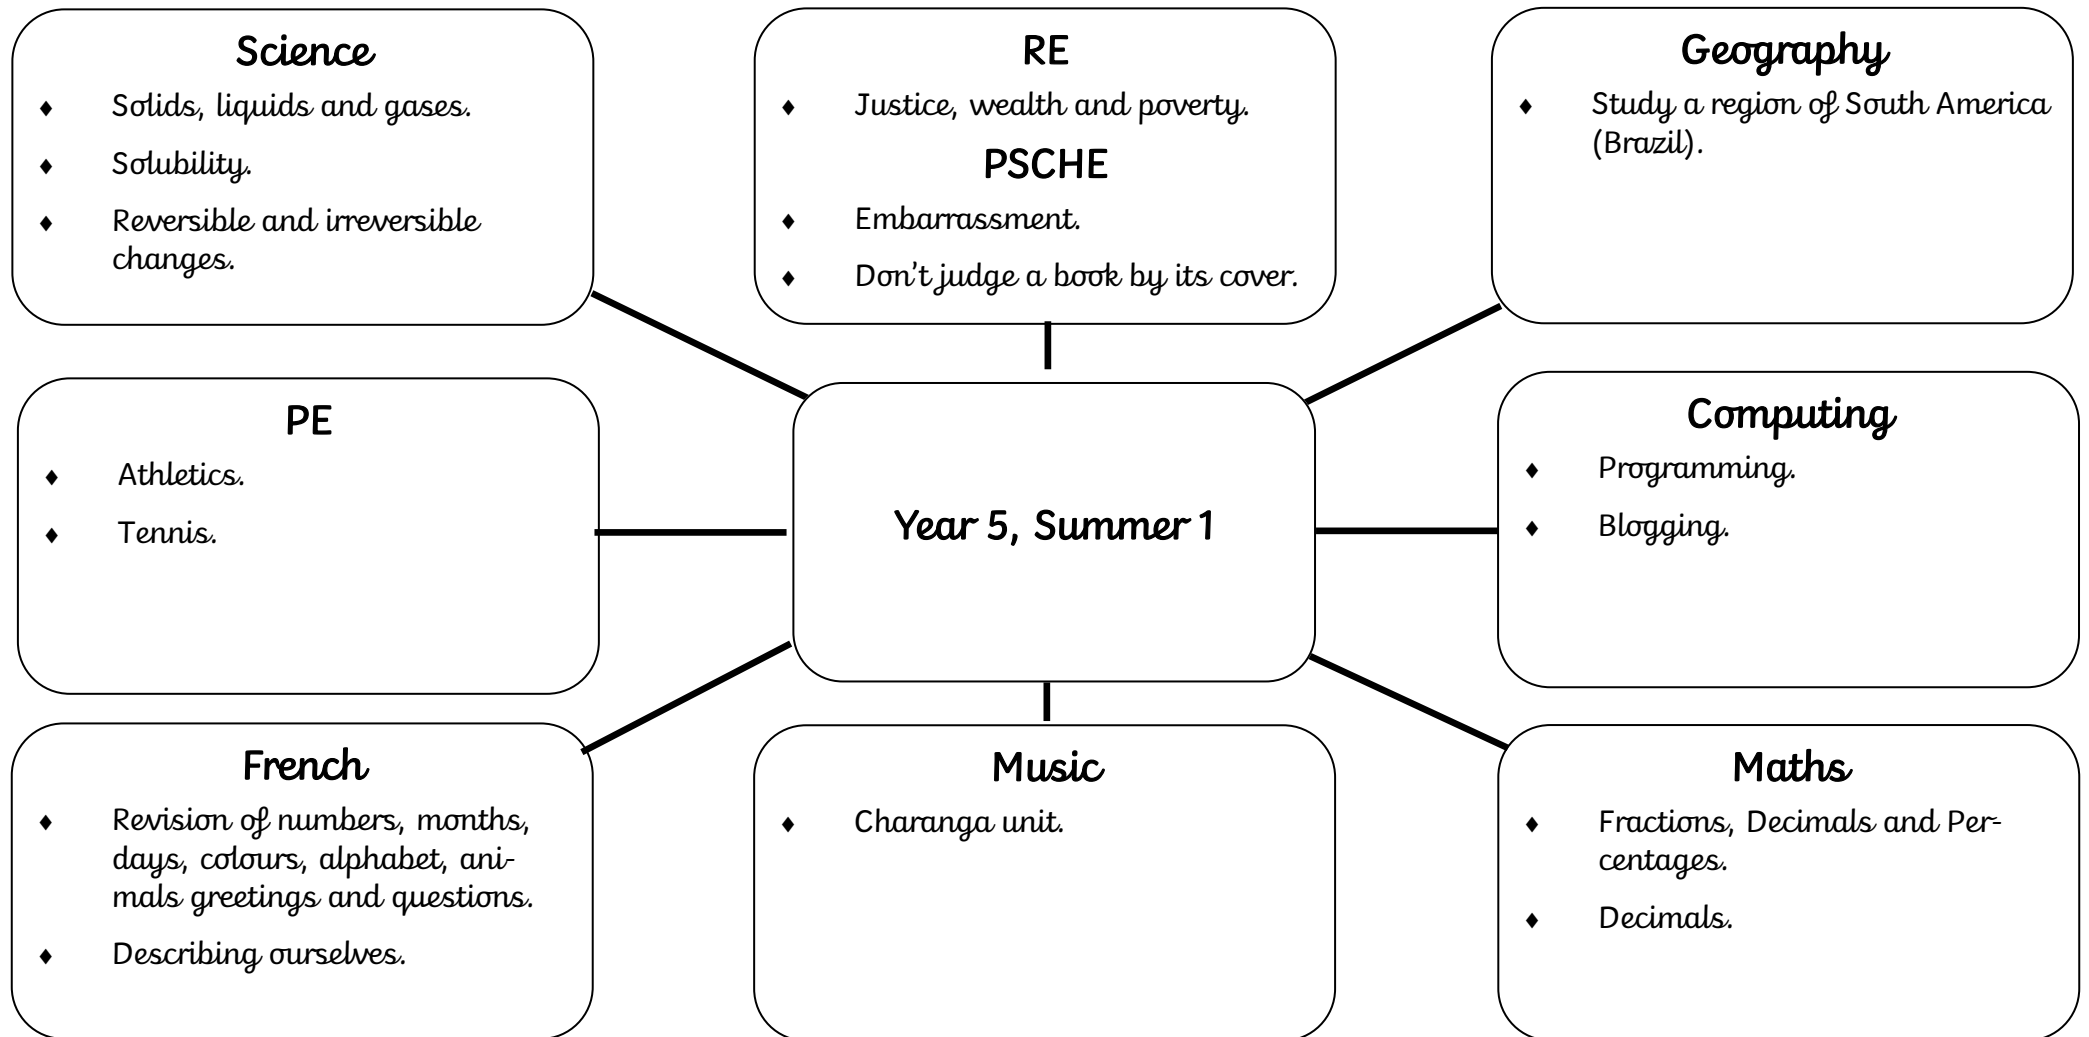 Science
Solids, liquids and gases.
Solubility.
Reversible and irreversible
changes.
RE
Justice, wealth and poverty.
PSCHE
Embarrassment.
Don't judge a book by its cover.
Geography
Study a region of South America
(Brazil).
PE
Athletics.
Tennis.
Year 5, Summer 1
Computing
Programming.
Blogging.
French
Revision of numbers, months,
days, colours, alphabet, ani-
mals greetings and questions.
Describing ourselves.
Music
Charanga unit.
Maths
Fractions, Decimals and Per-
centages.
Decimals.